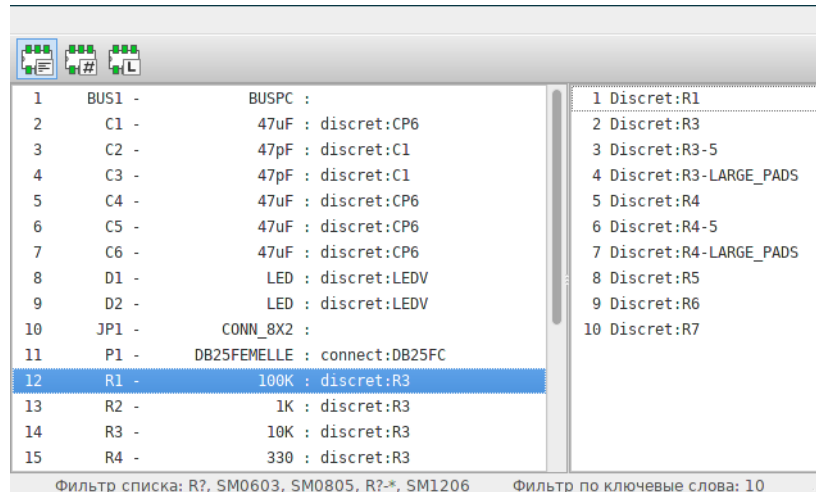 # L
1 BUS1 - BUSPC :
2 C1 - 47uF : discret:CP6
3 C2 - 47pF : discret:C1
4 C3 - 47pF : discret:C1
5 C4 - 47uF : discret:CP6
6 C5 - 47uF : discret:CP6
7 C6 - 47uF : discret:CP6
8 D1 - LED : discret:LEDV
9 D2 - LED : discret:LEDV
10 JP1 - CONN_8X2 :
11 P1 - DB25FEMELLE : connect:DB25FC
12 R1 - 100K : discret:R3
13 R2 - 1K : discret:R3
14 R3 - 10K : discret:R3
15 R4 - 330 : discret:R3
1 Discret:R1
2 Discret:R3
3 Discret:R3-5
4 Discret:R3-LARGE_PADS
5 Discret:R4
6 Discret:R4-5
7 Discret:R4-LARGE_PADS
8 Discret:R5
9 Discret:R6
10 Discret:R7
Фильтр списка: R?, SM0603, SM0805, R?-*, SM1206 Фильтр по ключевые слова: 10